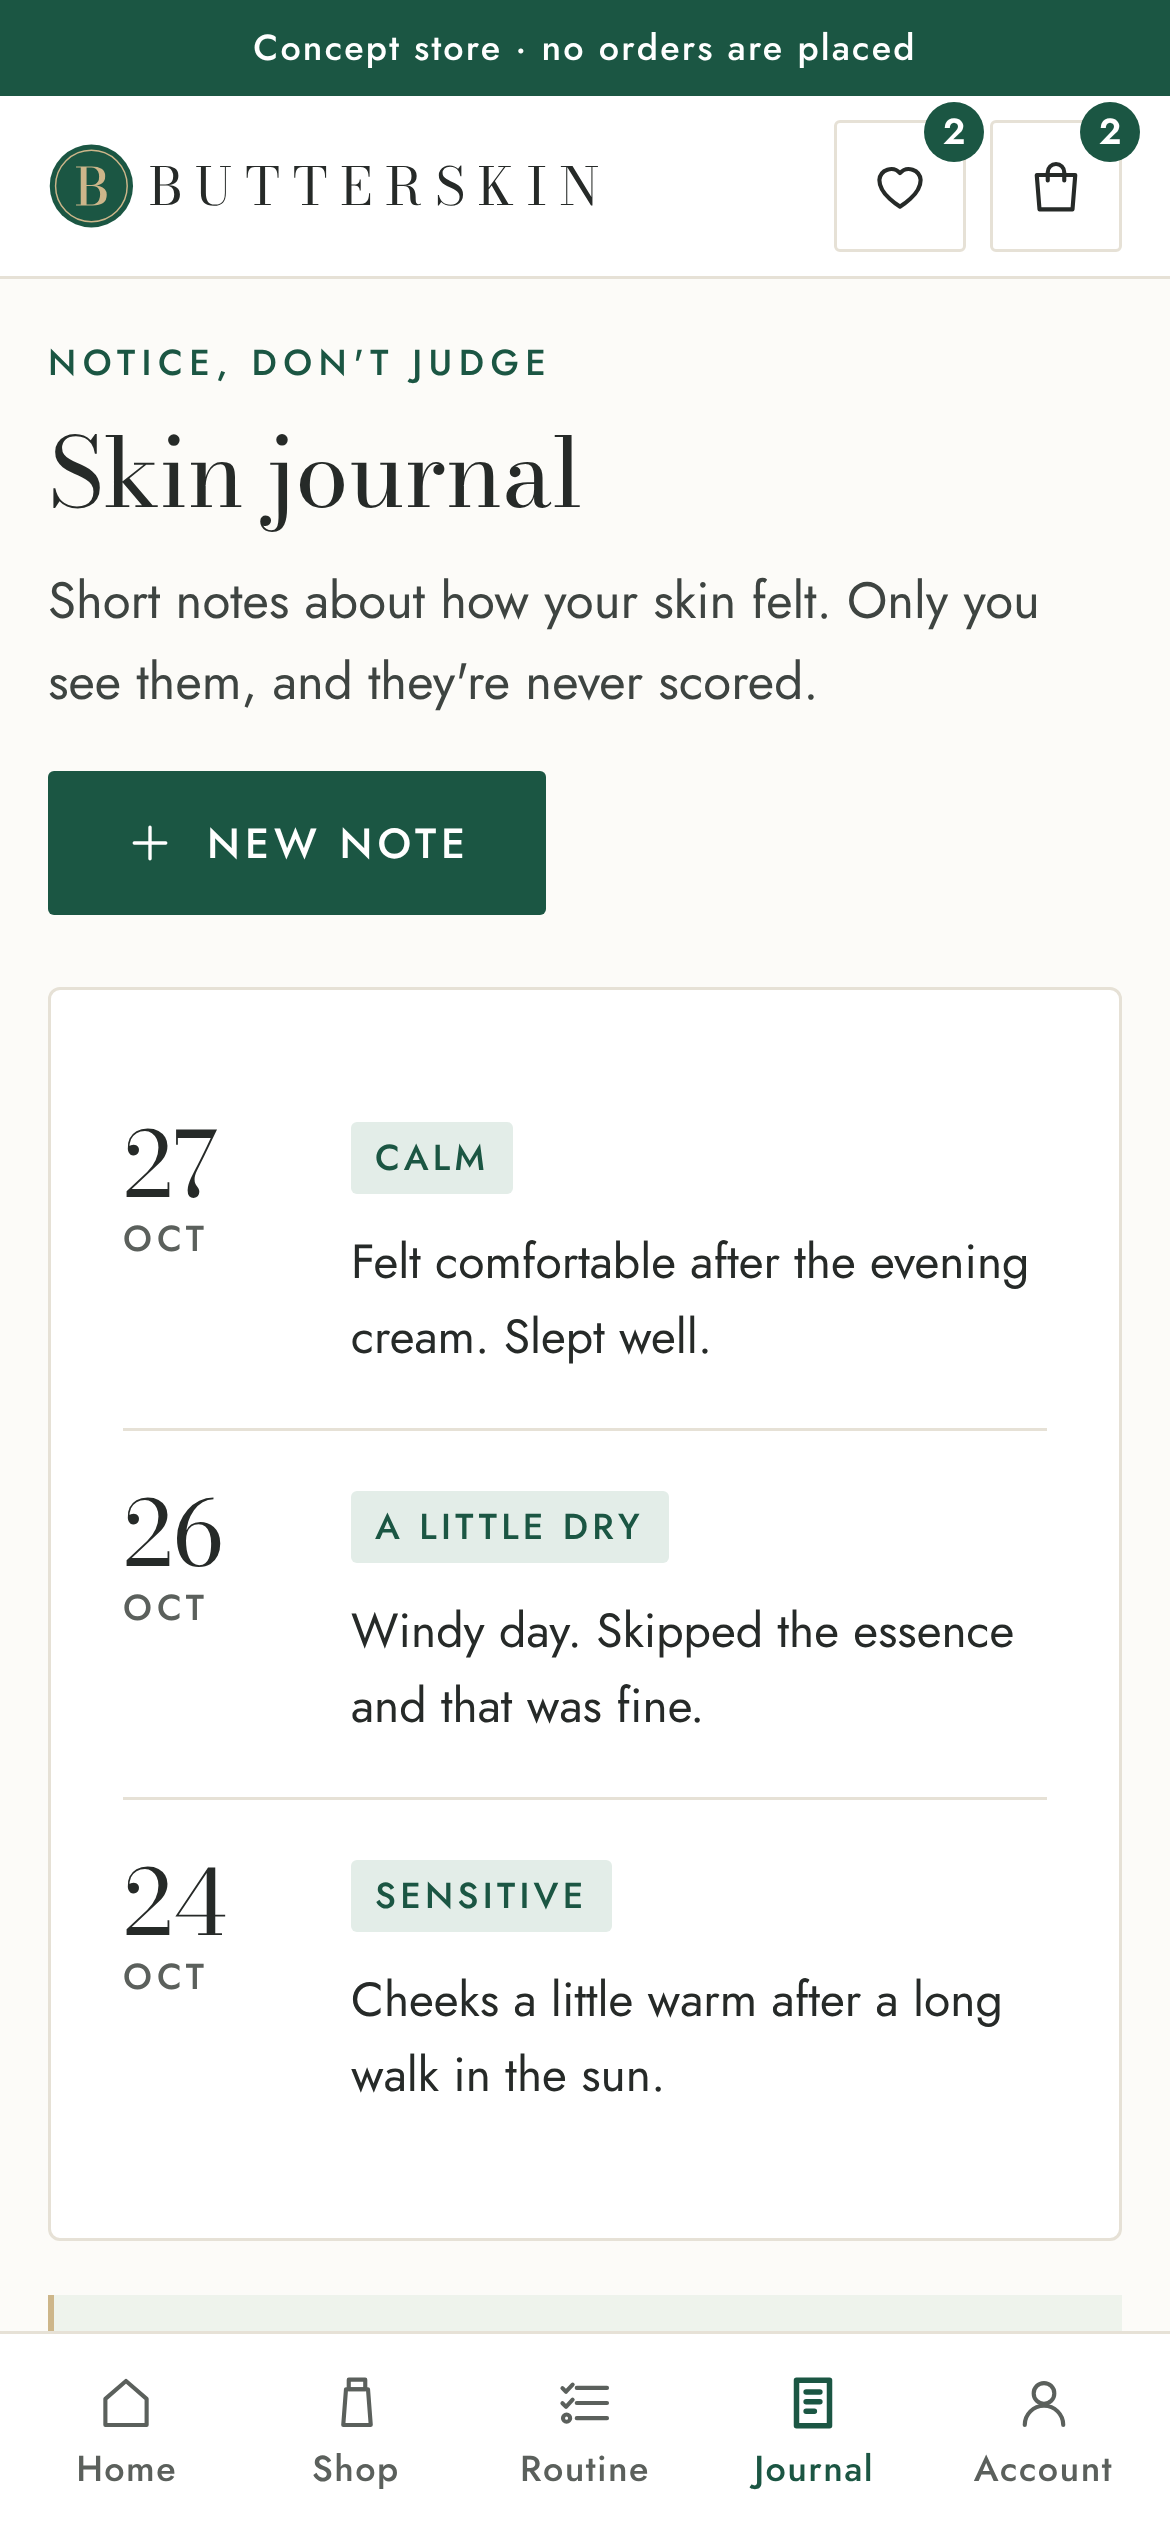 Concept store · no orders are placed
B BUTTERSKIN
2
2
NOTICE, DON'T JUDGE
Skin journal
Short notes about how your skin felt. Only you
see them, and they're never scored.
+ NEW NOTE
27
OCT
CALM
Felt comfortable after the evening
cream. Slept well.
26
OCT
A LITTLE DRY
Windy day. Skipped the essence
and that was fine.
24
OCT
SENSITIVE
Cheeks a little warm after a long
walk in the sun.
Home
Shop
Routine
Journal
Account